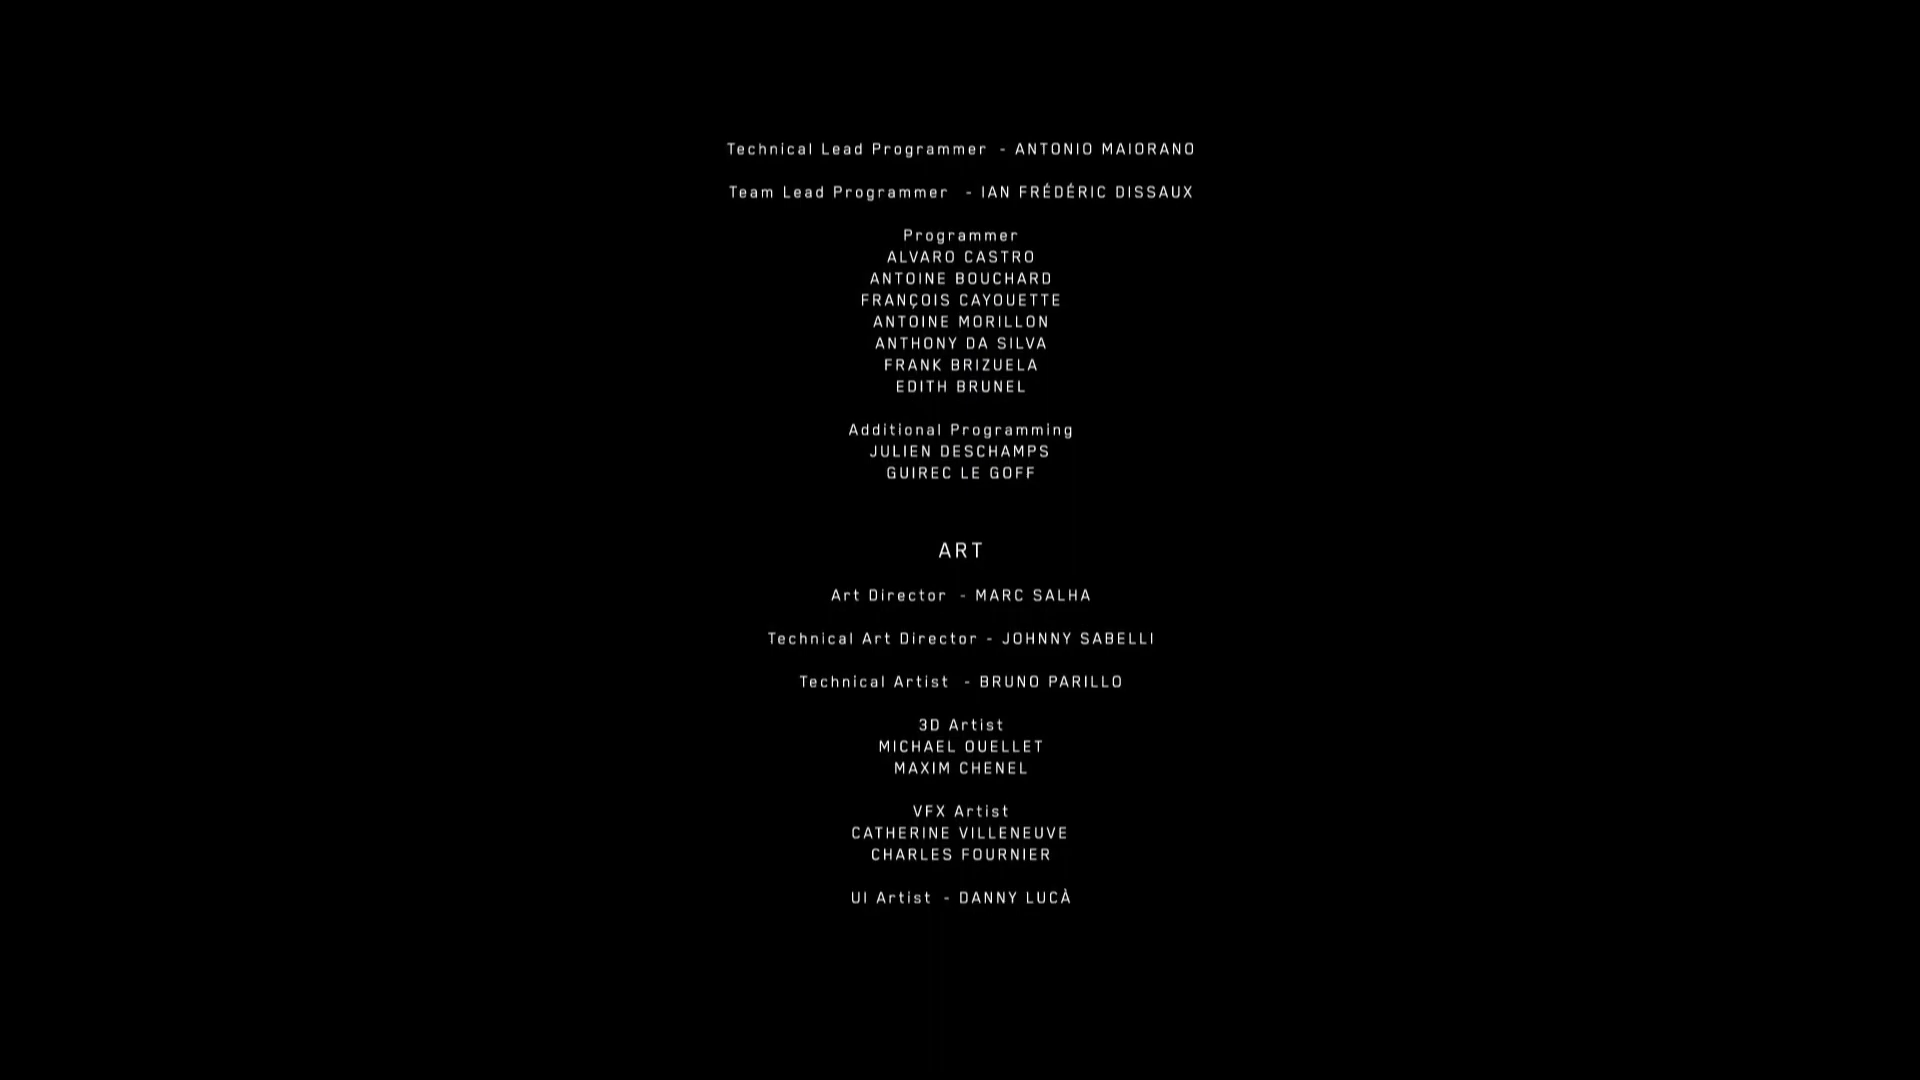 Technical Lead Programmer - ANTONIO MAIORANO
Team Lead Programmer - IAN FRÉDÉRIC DISSAUX
Programmer
ALVARO CASTRO
ANTOINE BOUCHARD
FRANÇOIS CAYOUETTE
ANTOINE MORILLON
ANTHONY DA SILVA
FRANK BRIZUELA
EDITH BRUNEL
Additional Programming
JULIEN DESCHAMPS
GUIREC LE GOFF
ART
Art Director - MARC SALHA
Technical Art Director - JOHNNY SABELLI
Technical Artist - BRUNO PARILLO
3D Artist
MICHAEL OUELLET
MAXIM CHENEL
VFX Artist
CATHERINE VILLENEUVE
CHARLES FOURNIER
UI Artist - DANNY LUCÀ